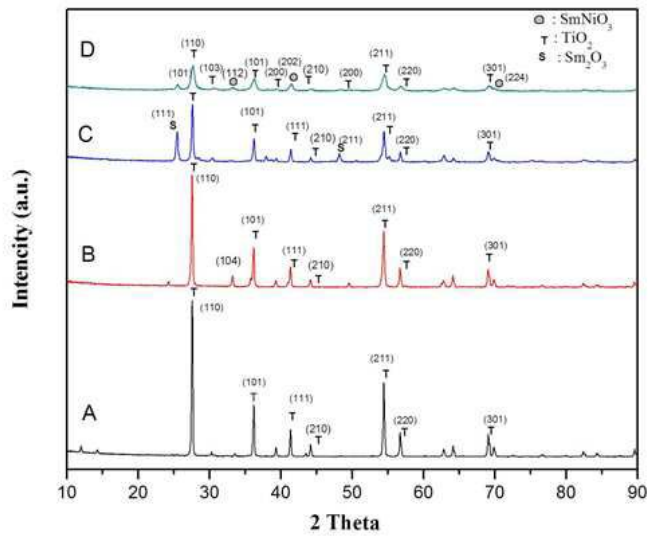 : SmNiO3
T : TiO2
S : Sm2O3
D
(101)
(110)
T
(103)
T
(112)
(101)
T
(200)
T
(202)
(210)
T
(200)
T
(211)
T
(220)
T
(301)
T
(224)
C
(111)
S
T
(101)
T
(111)
T
(210)
T
(211)
S
(211)
T
(220)
T
(301)
T
B
T
(110)
(104)
(101)
T
(111)
T
(210)
T
(211)
T
(220)
T
(301)
T
A
T
(110)
(101)
T
(111)
T
(210)
T
(211)
T
(220)
T
(301)
T
Intencity (a.u.)
10 20 30 40 50 60 70 80 90
2 Theta